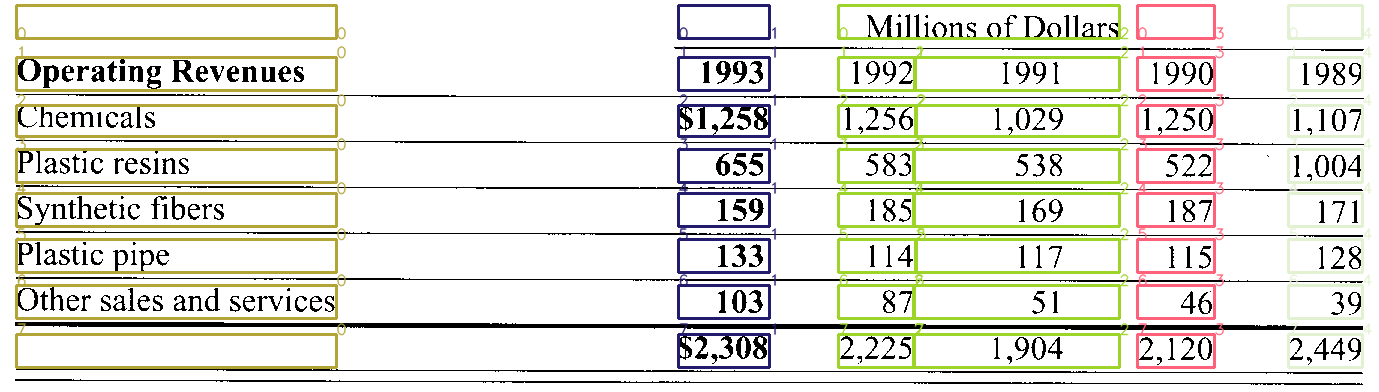 Millions of Dollars
Operating Revenues 1993 1992 1991 1990 1989
Chemicals $1,258 1,256 1,029 1,250 1,107
Plastic resins 655 583 538 522 1,004
Synthetic fibers 159 185 169 187 171
Plastic pipe 133 114 117 115 128
Other sales and services 103 87 51 46 39
$2,308 2,225 1,904 2,120 2,449